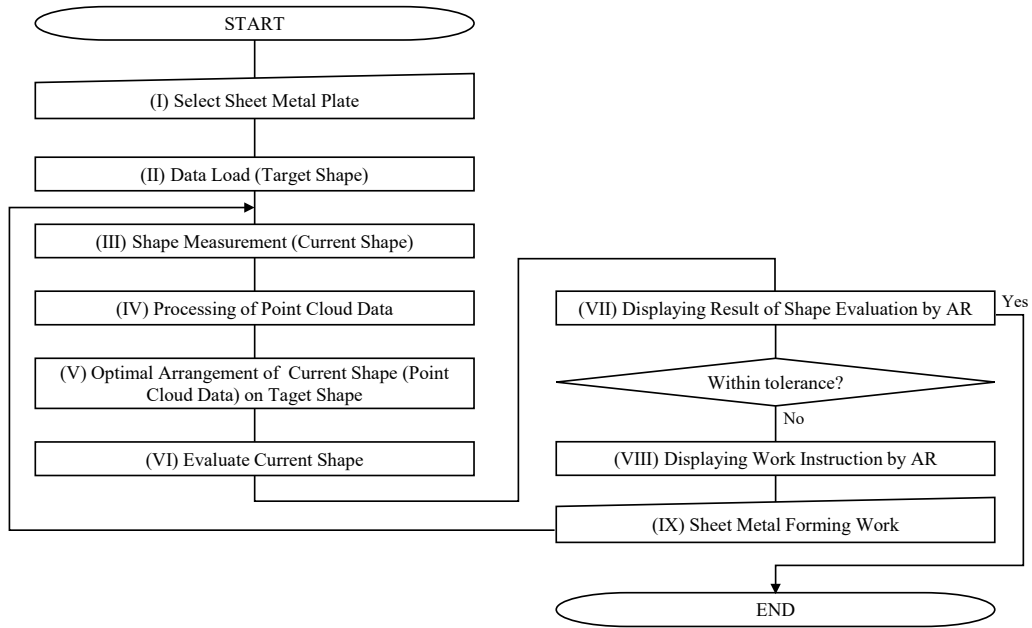 START
(I) Select Sheet Metal Plate
(II) Data Load (Target Shape)
(III) Shape Measurement (Current Shape)
(IV) Processing of Point Cloud Data
(V) Optimal Arrangement of Current Shape (Point
Cloud Data) on Taget Shape
(VI) Evaluate Current Shape
(VII) Displaying Result of Shape Evaluation by AR
Yes
Within tolerance?
No
(VIII) Displaying Work Instruction by AR
(IX) Sheet Metal Forming Work
END